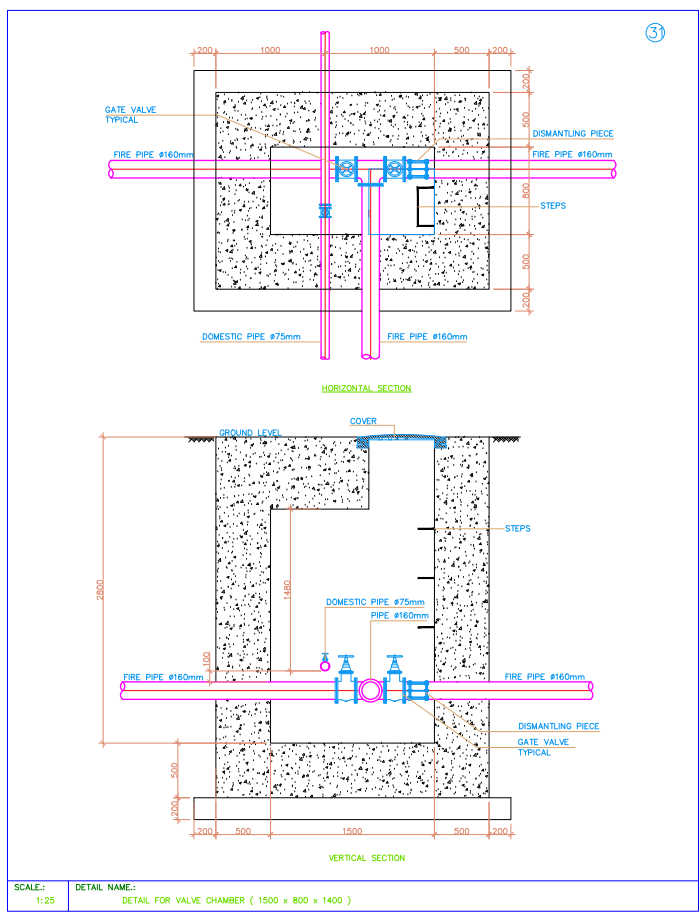 31
200
1000
1000
500
200
200
GATE VALVE
TYPICAL
500
DISMANTLING PIECE
FIRE PIPE ø160mm
FIRE PIPE ø160mm
800
STEPS
500
200
DOMESTIC PIPE ø75mm
FIRE PIPE ø160mm
HORIZONTAL SECTION
COVER
GROUND LEVEL
STEPS
2800
1480
DOMESTIC PIPE ø75mm
PIPE ø160mm
100
FIRE PIPE ø160mm
FIRE PIPE ø160mm
DISMANTLING PIECE
GATE VALVE
TYPICAL
500
200
200
500
1500
500
200
VERTICAL SECTION
SCALE.:
DETAIL NAME.:
1:25
DETAIL FOR VALVE CHAMBER ( 1500 x 800 x 1400 )